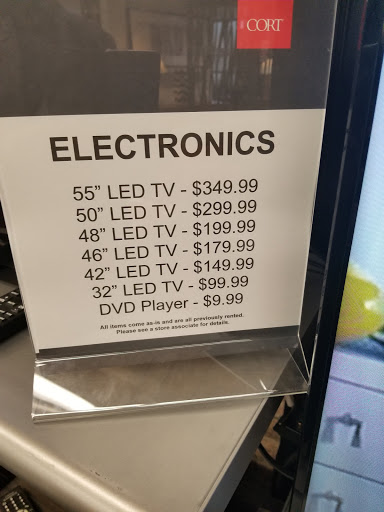 CORT
ELECTRONICS
55” LED TV - $349.99
50” LED TV - $299.99
48” LED TV - $199.99
46” LED TV - $179.99
42” LED TV - $149.99
32” LED TV - $99.99
DVD Player - $9.99
All items come as-is and are all previously rented.
Please see a store associate for details.